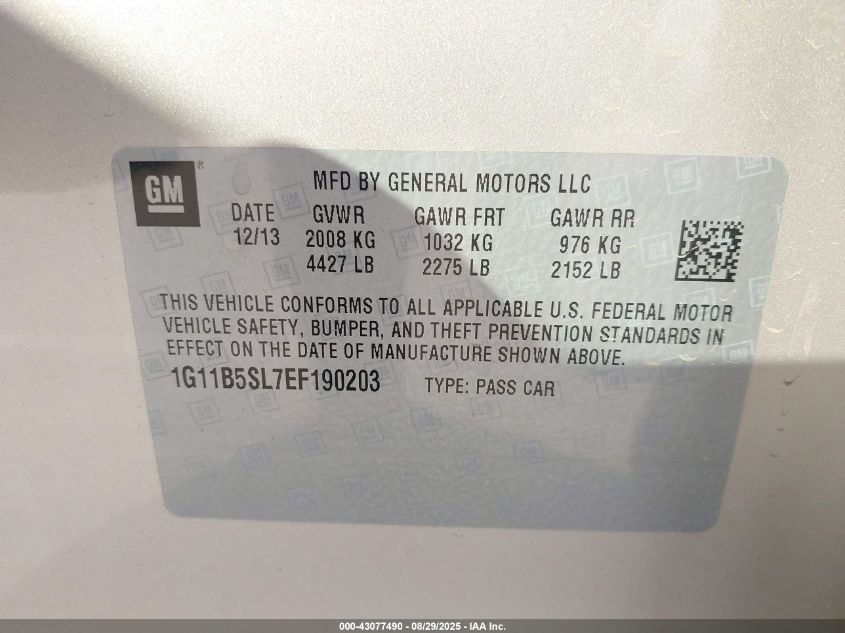 GM
®
MFD BY GENERAL MOTORS LLC
DATE GVWR GAWR FRT GAWR RR
12/13 2008 KG 1032 KG 976 KG
4427 LB 2275 LB 2152 LB
THIS VEHICLE CONFORMS TO ALL APPLICABLE U.S. FEDERAL MOTOR
VEHICLE SAFETY, BUMPER, AND THEFT PREVENTION STANDARDS IN
EFFECT ON THE DATE OF MANUFACTURE SHOWN ABOVE.
1G11B5SL7EF190203 TYPE: PASS CAR
000-43077490 - 08/29/2025 - IAA Inc.